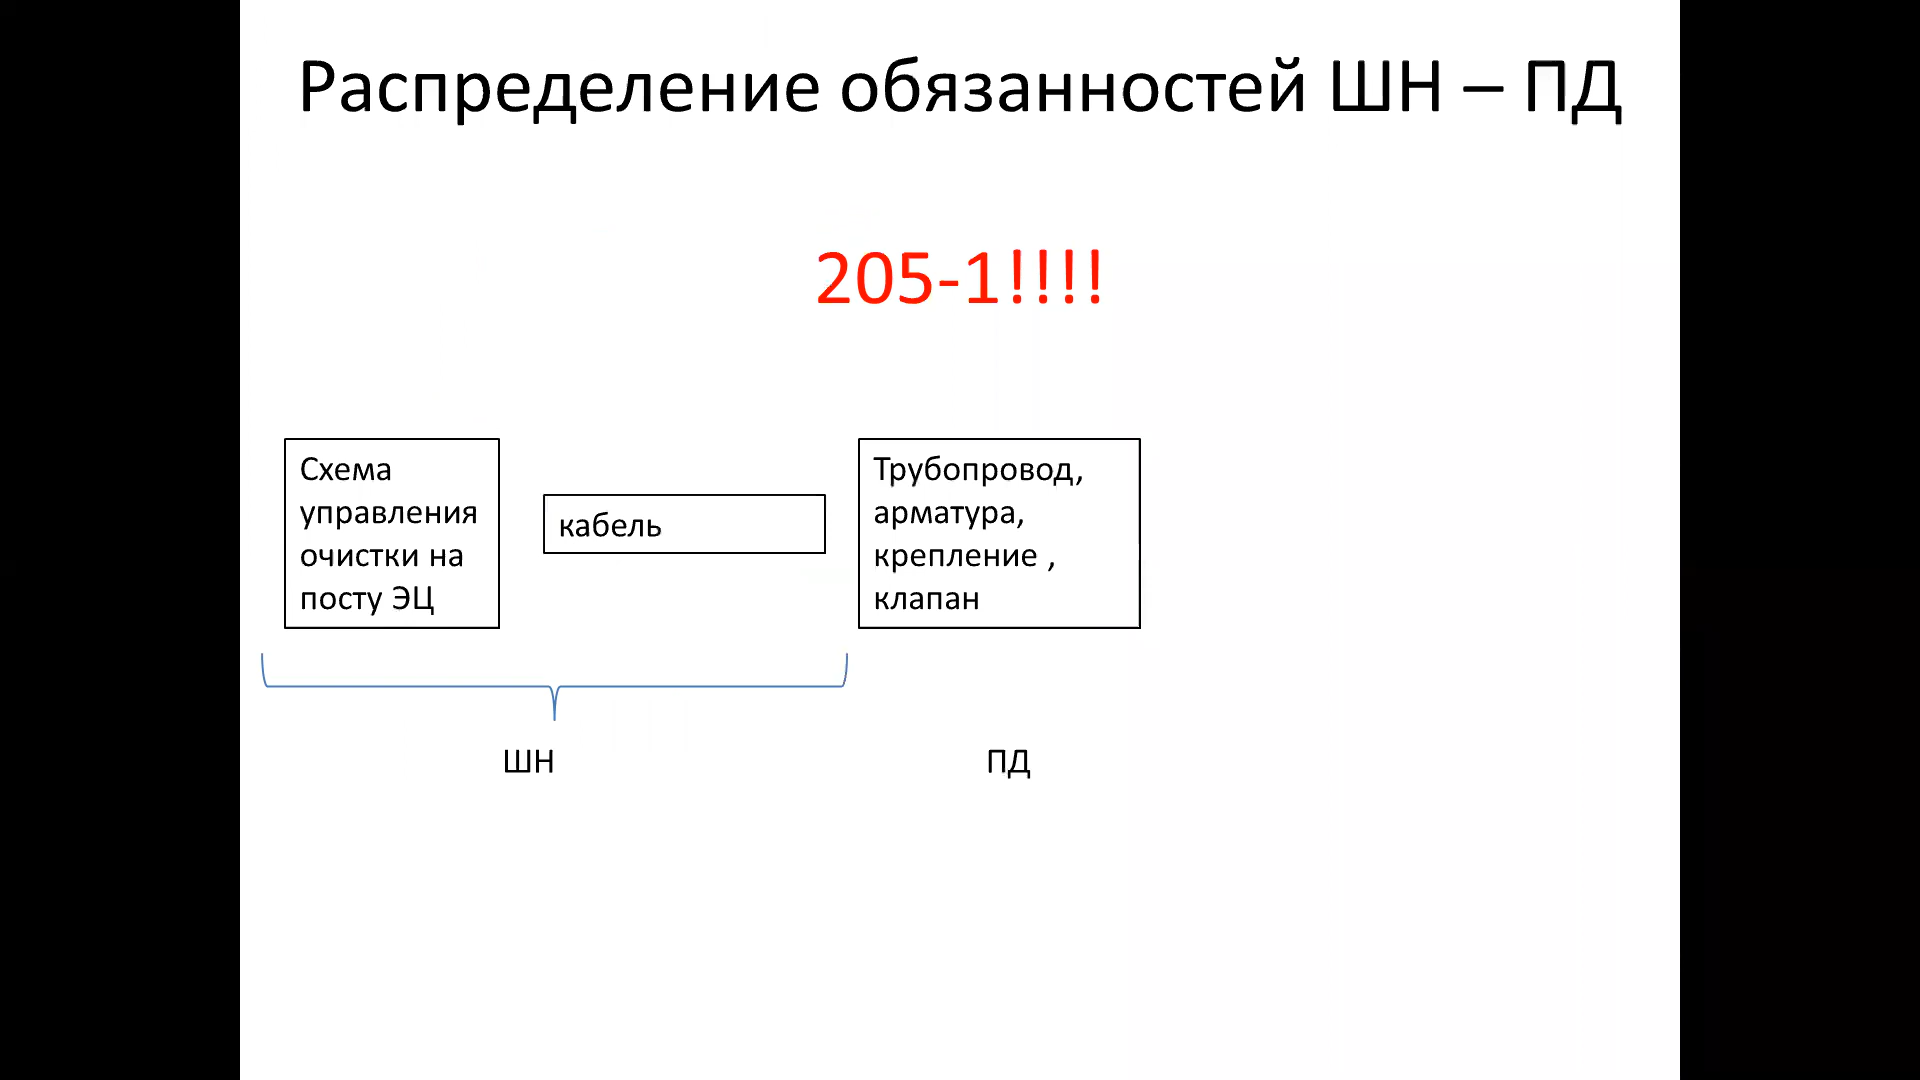 Распределение обязанностей ШН – ПД
205-1!!!!
Схема
управления
очистки на
посту ЭЦ
кабель
Трубопровод,
арматура,
крепление ,
клапан
ШН
ПД